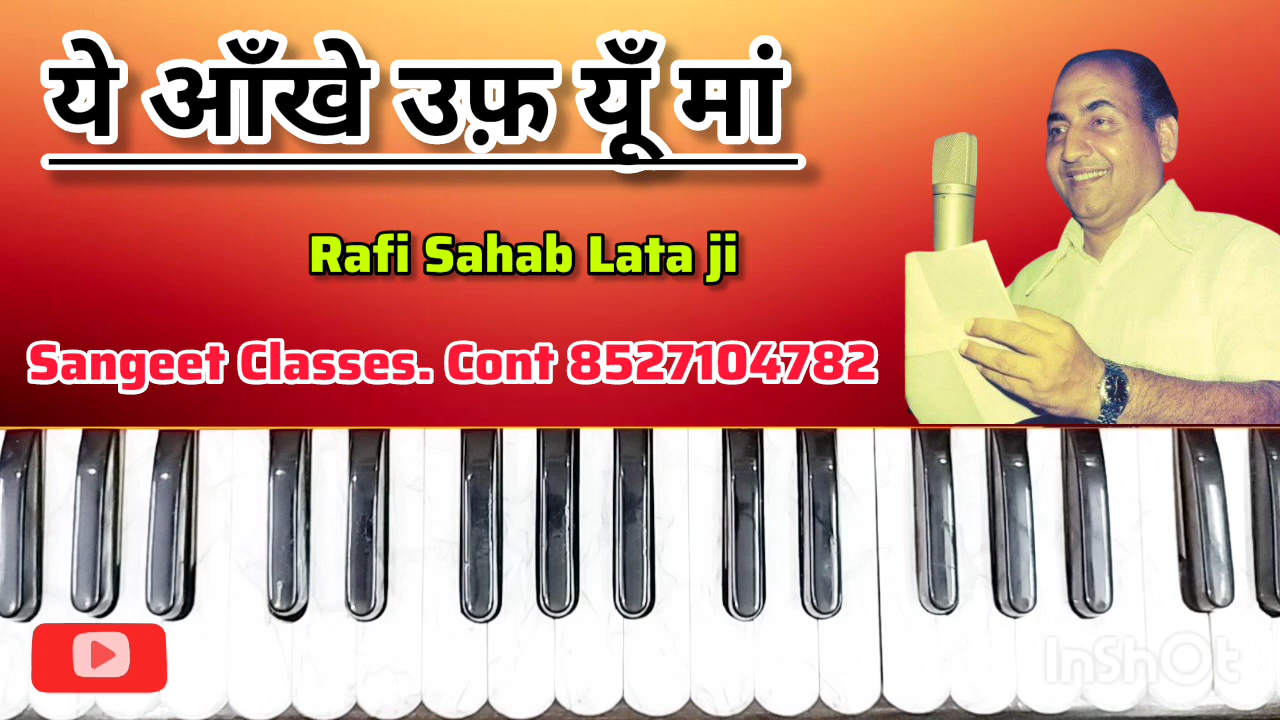 ये आँखे उफ़ यूँ मां
Rafi Sahab Lata ji
Sangeet Classes. Cont 8527104782
InShOt